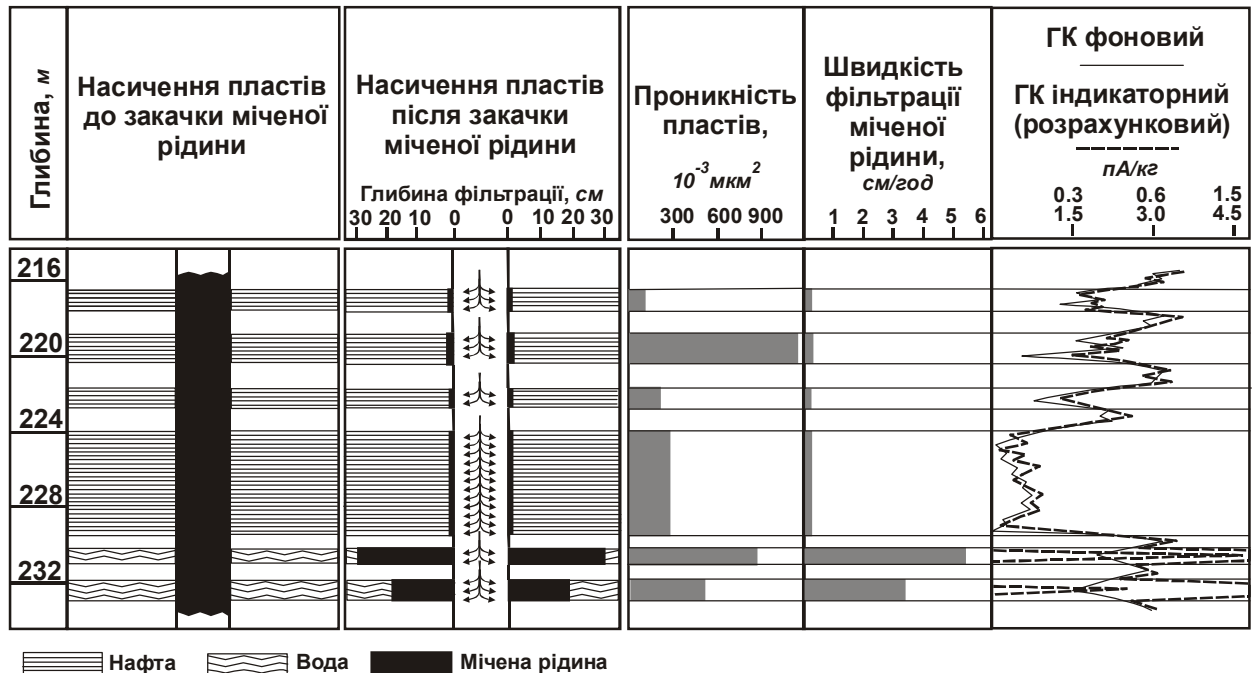 Глибина, м
Насичення пластів
до закачки міченої
рідини
Насичення пластів
після закачки
міченої рідини
Глибина фільтрації, см
30 20 10 0 0 10 20 30
Проникність
пластів,
10⁻³ мкм²
300 600 900
Швидкість
фільтрації
міченої
рідини,
см/год
1 2 3 4 5 6
ГК фоновий
ГК індикаторний
(розрахунковий)
пА/кг
0.3 0.6 1.5
1.5 3.0 4.5
216
220
224
228
232
Нафта Вода Мічена рідина